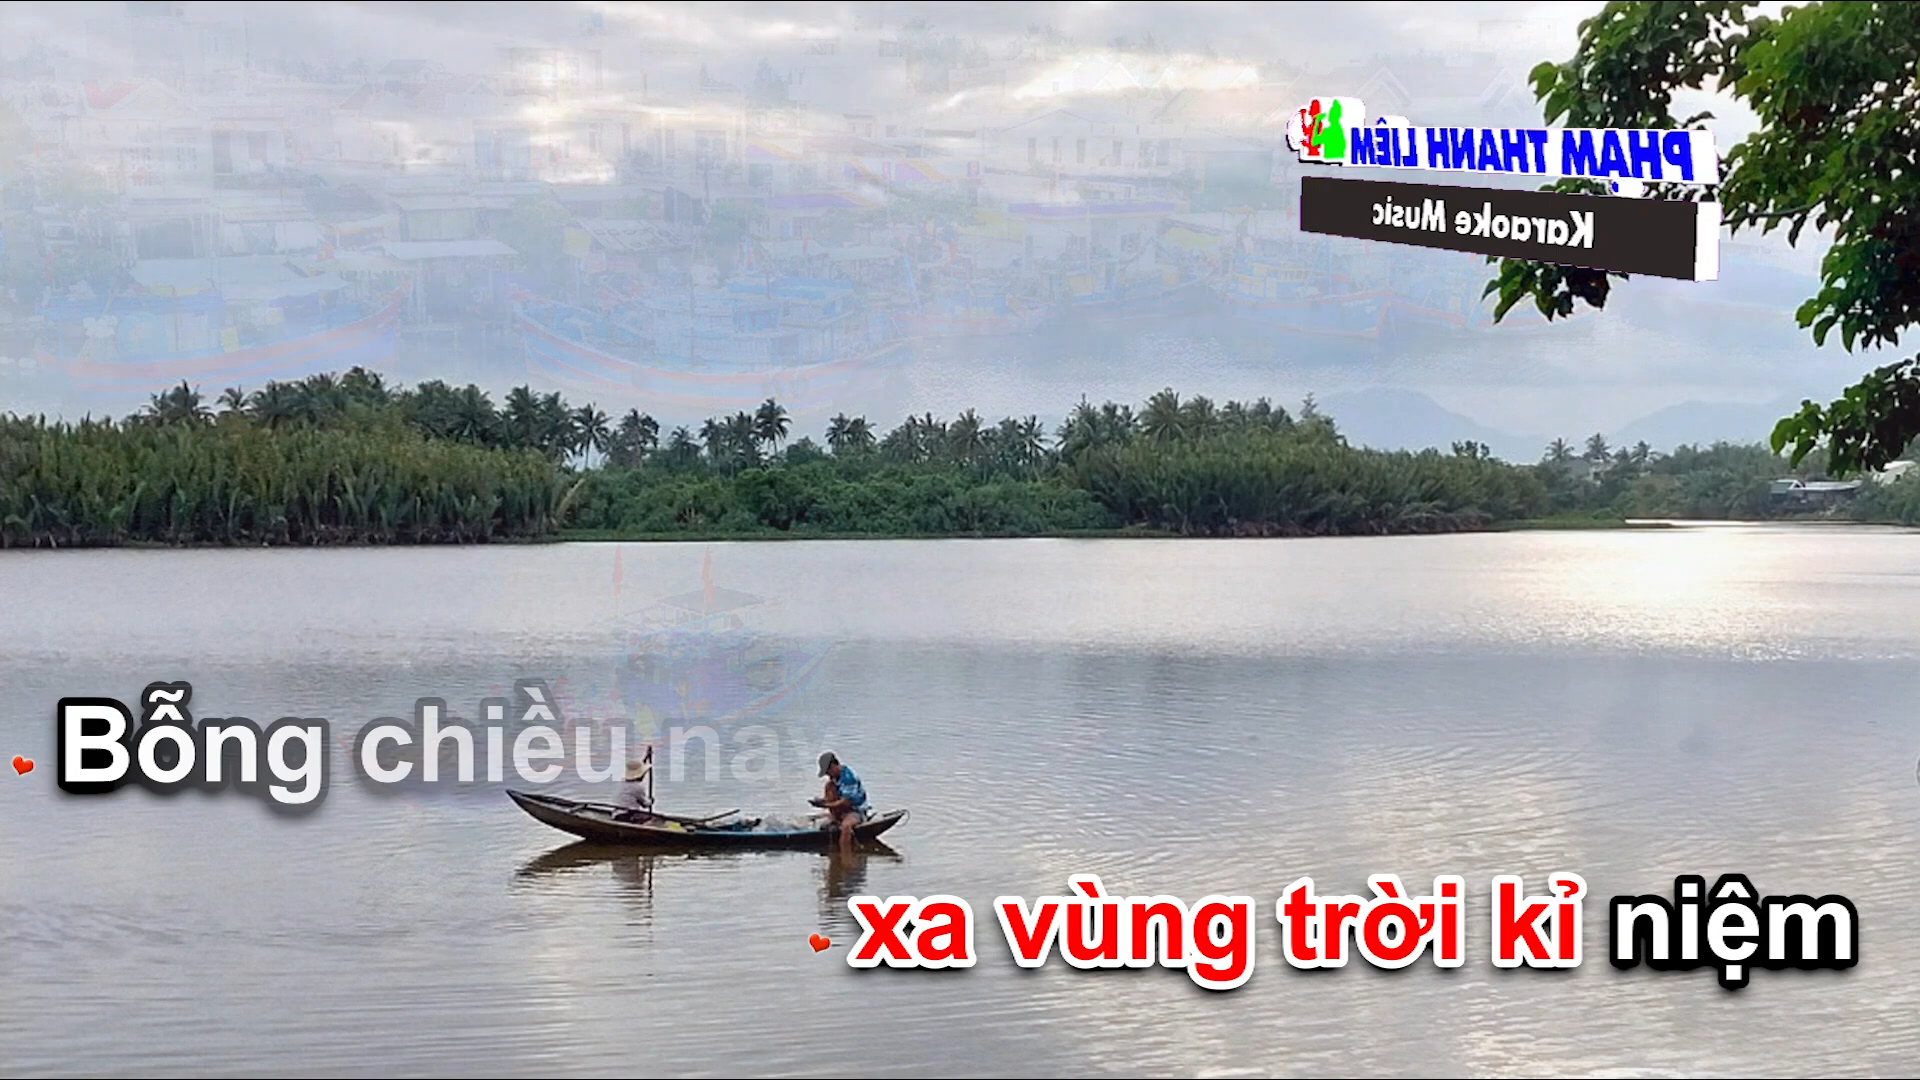 PHẠM THANH LIÊM
Karaoke Music
Bỗng chiều nay
xa vùng trời kỉ niệm